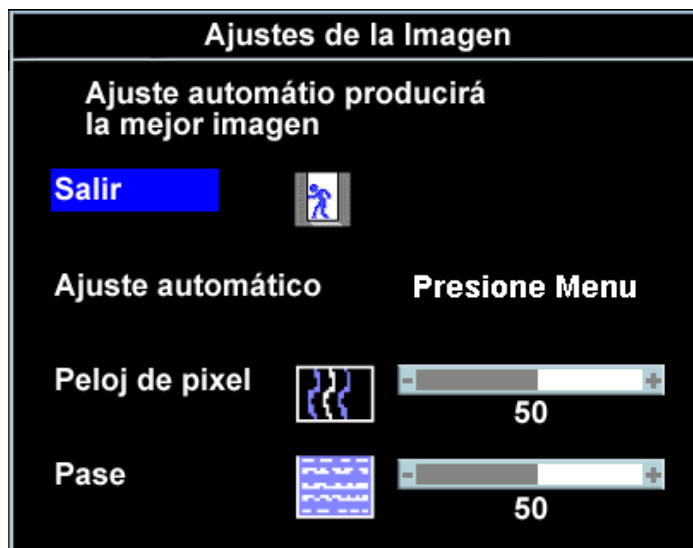 Ajustes de la Imagen
Ajuste automátio producirá
la mejor imagen
Salir
Ajuste automático Presione Menu
Peloj de pixel - +
50
Pase - +
50